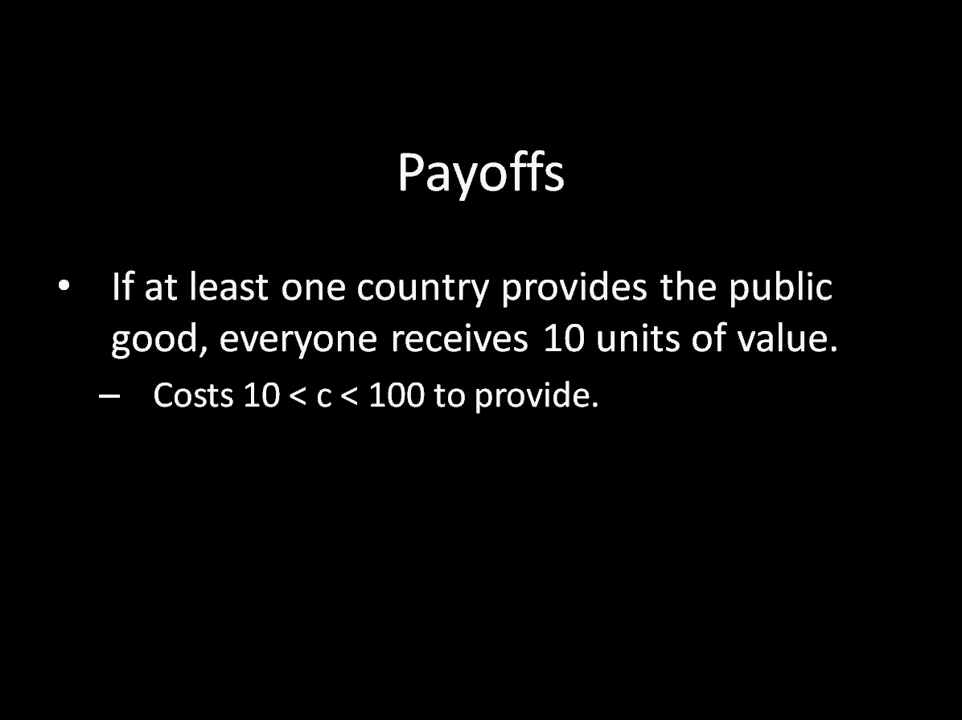 Payoffs
• If at least one country provides the public
good, everyone receives 10 units of value.
– Costs 10 < c < 100 to provide.